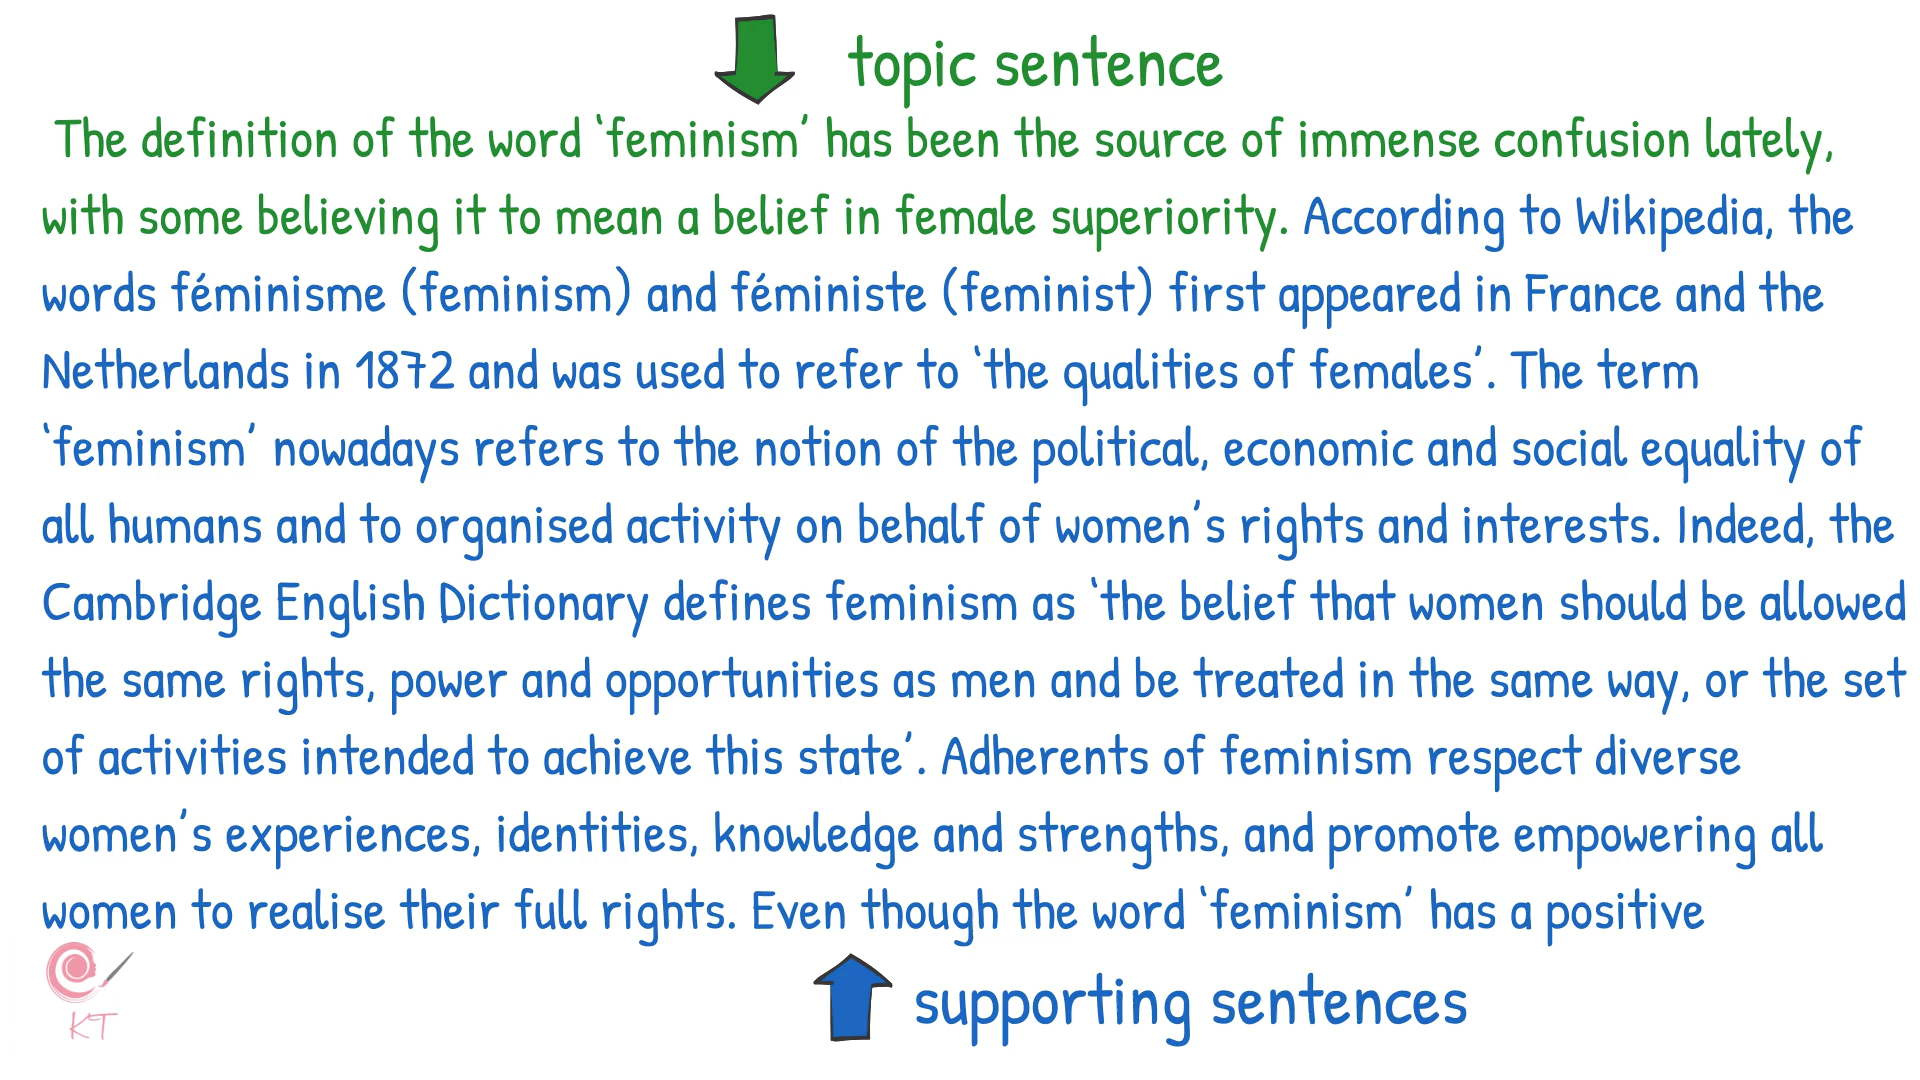 topic sentence
The definition of the word ‘feminism’ has been the source of immense confusion lately,
with some believing it to mean a belief in female superiority. According to Wikipedia, the
words féminisme (feminism) and féministe (feminist) first appeared in France and the
Netherlands in 1872 and was used to refer to ‘the qualities of females’. The term
‘feminism’ nowadays refers to the notion of the political, economic and social equality of
all humans and to organised activity on behalf of women’s rights and interests. Indeed, the
Cambridge English Dictionary defines feminism as ‘the belief that women should be allowed
the same rights, power and opportunities as men and be treated in the same way, or the set
of activities intended to achieve this state’. Adherents of feminism respect diverse
women’s experiences, identities, knowledge and strengths, and promote empowering all
women to realise their full rights. Even though the word ‘feminism’ has a positive
supporting sentences
KT